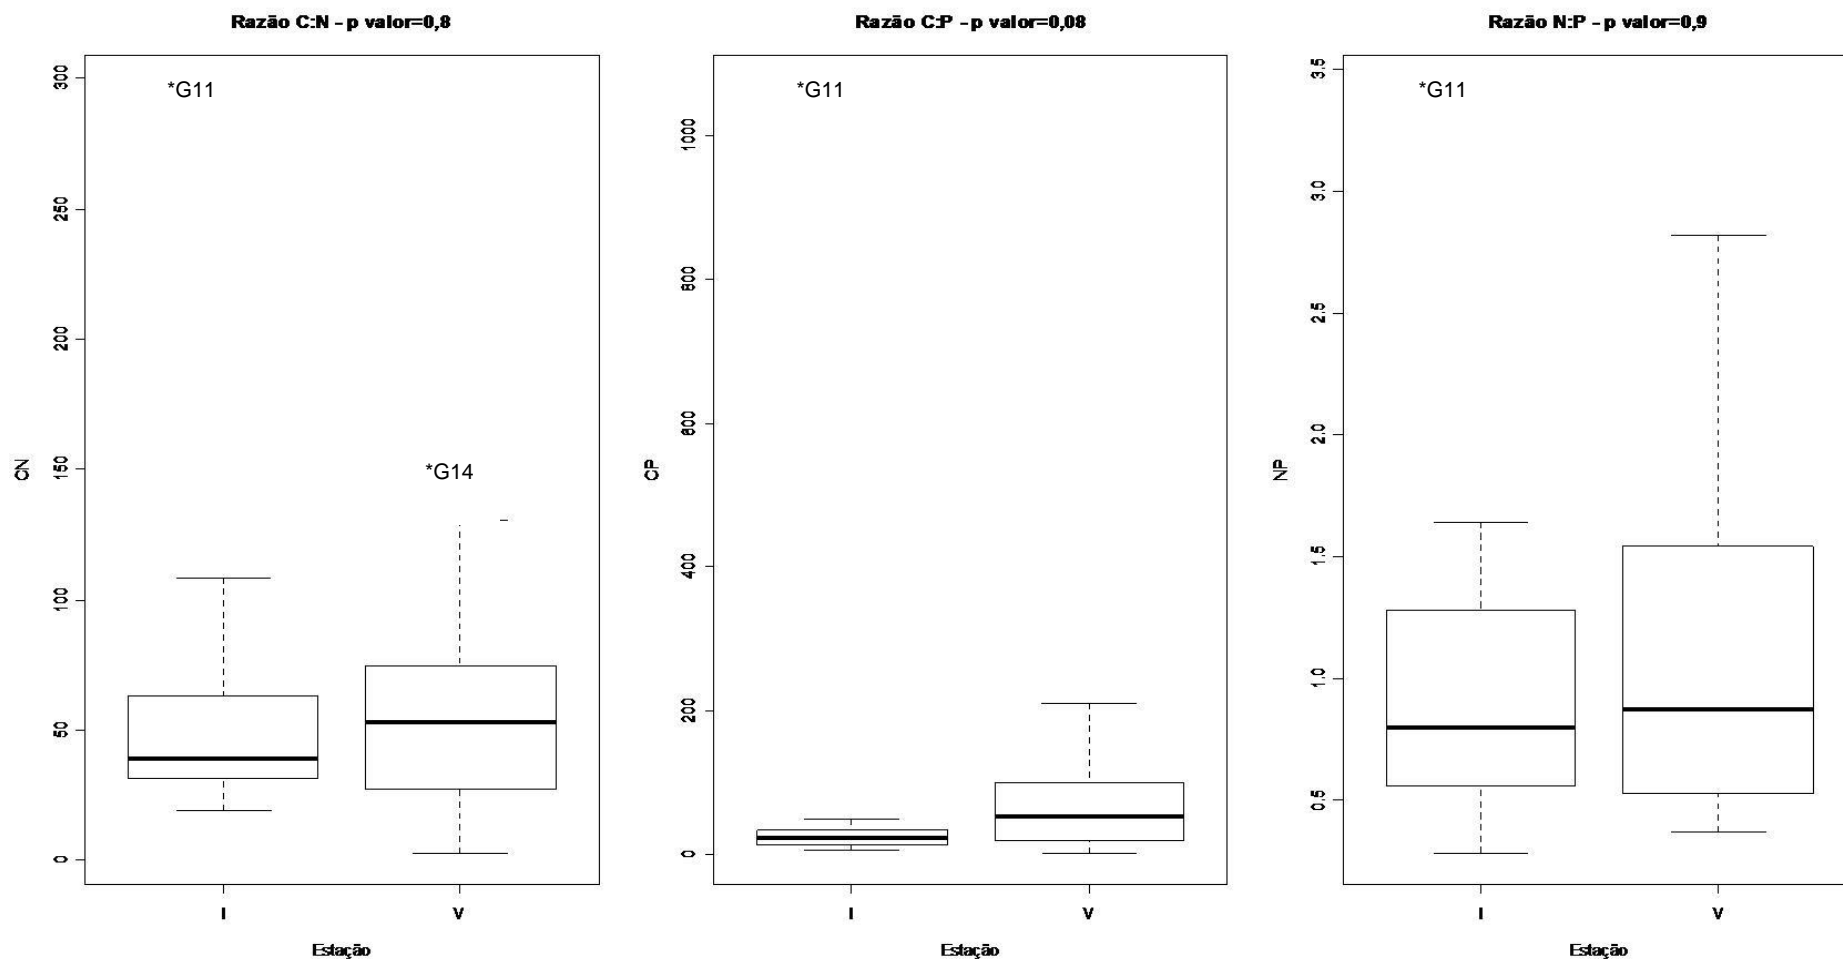 Razão C:N - p valor=0,8
300
250
200
150
100
50
0
CN
*G11
*G14
I
V
Estação
Razão C:P - p valor=0,08
1000
800
600
400
200
0
CP
*G11
I
V
Estação
Razão N:P - p valor=0,9
3.5
3.0
2.5
2.0
1.5
1.0
0.5
NP
*G11
I
V
Estação